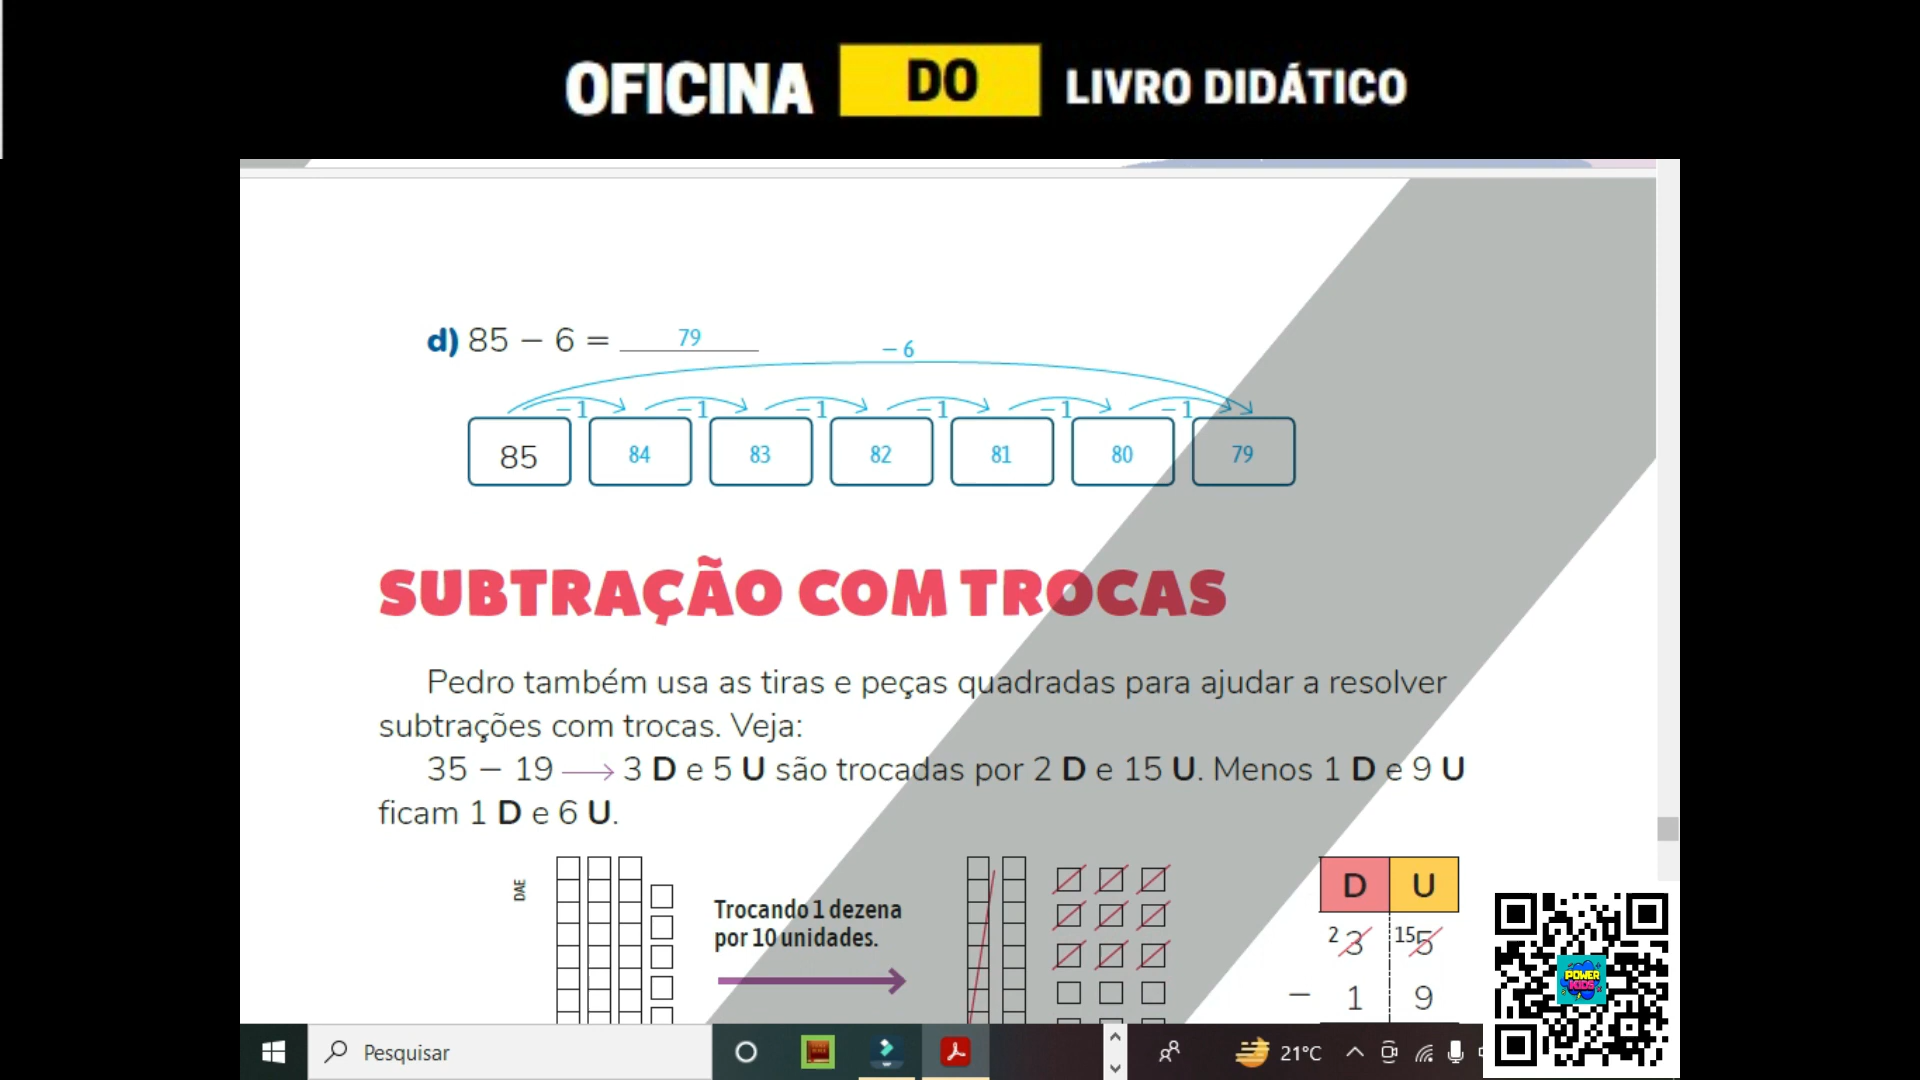 OFICINA DO LIVRO DIDÁTICO
d) 85 − 6 = 79
− 6
− 1 − 1 − 1 − 1 − 1 − 1
85 84 83 82 81 80 79
SUBTRAÇÃO COM TROCAS
Pedro também usa as tiras e peças quadradas para ajudar a resolver
subtrações com trocas. Veja:
35 − 19 → 3 D e 5 U são trocadas por 2 D e 15 U. Menos 1 D e 9 U
ficam 1 D e 6 U.
DAE
Trocando 1 dezena
por 10 unidades.
D U
2 3 15 5
− 1 9
POWER
KIDS
Pesquisar
21°C